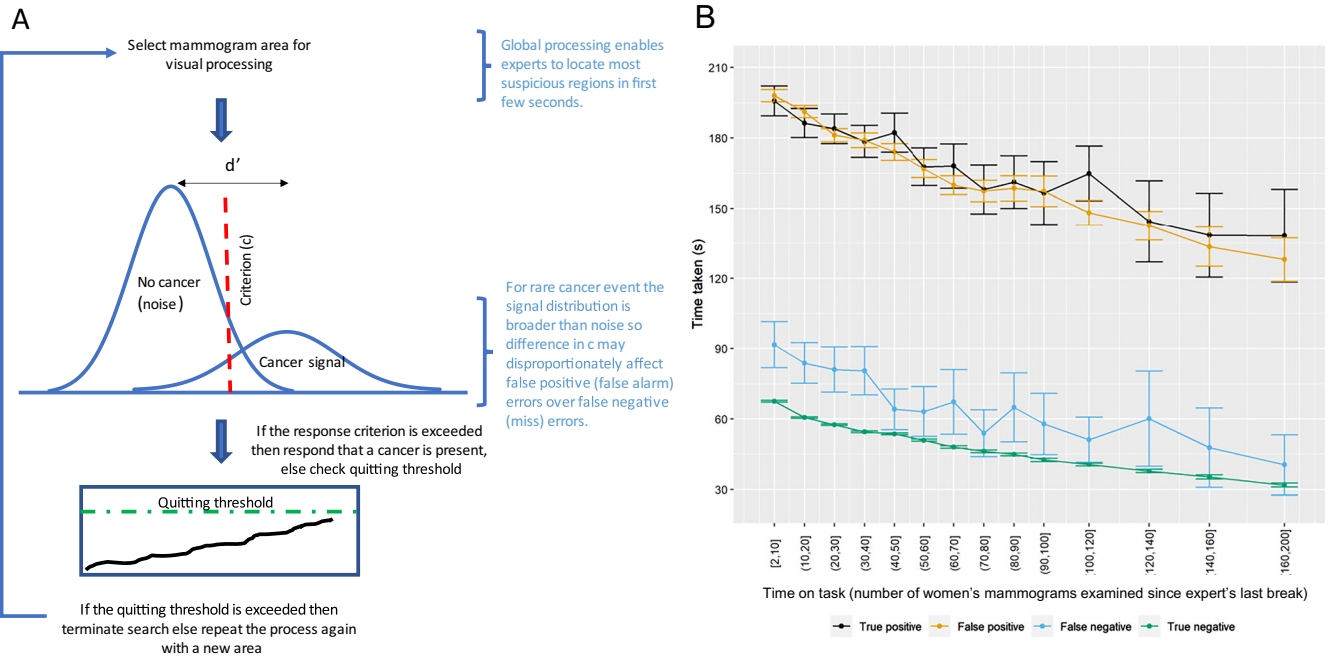 A
Select mammogram area for
visual processing
Global processing enables
experts to locate most
suspicious regions in first
few seconds.
d′
Criterion (c)
No cancer
(noise)
Cancer signal
For rare cancer event the
signal distribution is
broader than noise so
difference in c may
disproportionately affect
false positive (false alarm)
errors over false negative
(miss) errors.
If the response criterion is exceeded
then respond that a cancer is present,
else check quitting threshold
Quitting threshold
If the quitting threshold is exceeded then
terminate search else repeat the process again
with a new area
B
Time taken (s)
210
180
150
120
90
60
30
[2,10]
(10,20]
(20,30]
(30,40]
(40,50]
(50,60]
(60,70]
(70,80]
(80,90]
(90,100]
100,120]
120,140]
140,160]
160,200]
Time on task (number of women's mammograms examined since expert's last break)
True positive
False positive
False negative
True negative